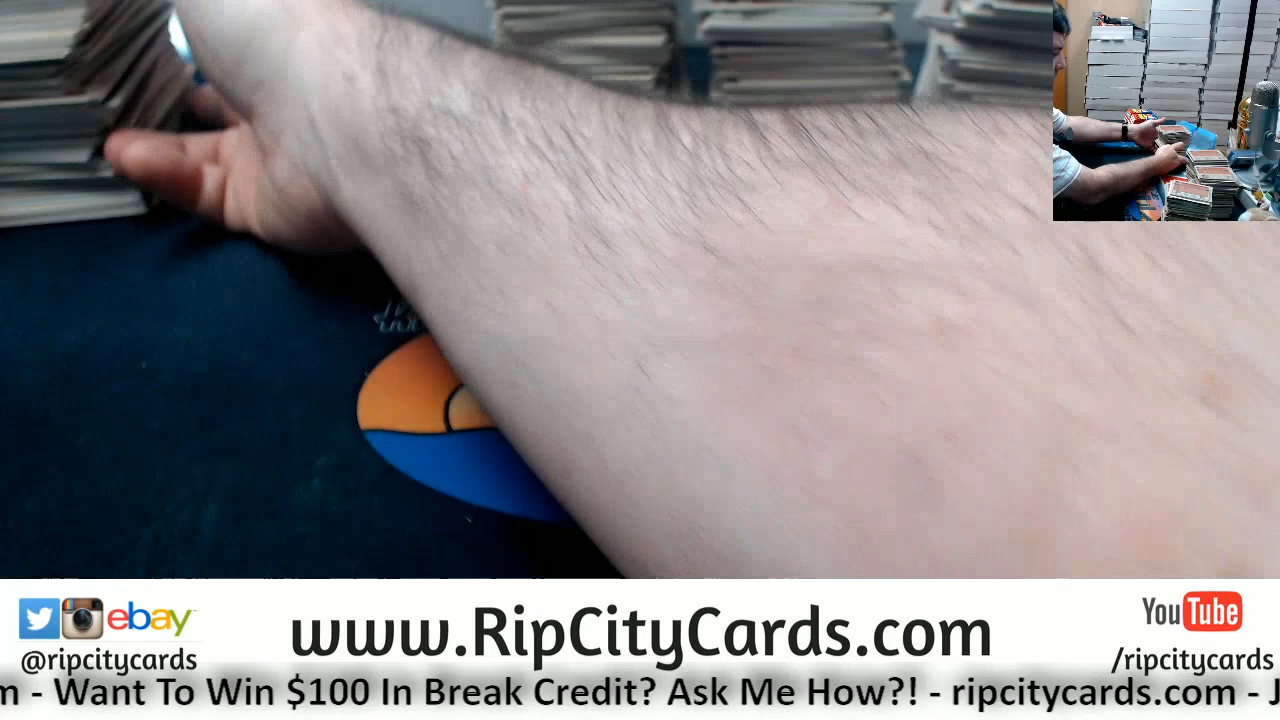 ebay
www.RipCityCards.com
YouTube
@ripcitycards
/ripcitycards
- Want To Win $100 In Break Credit? Ask Me How?! - ripcitycards.com -